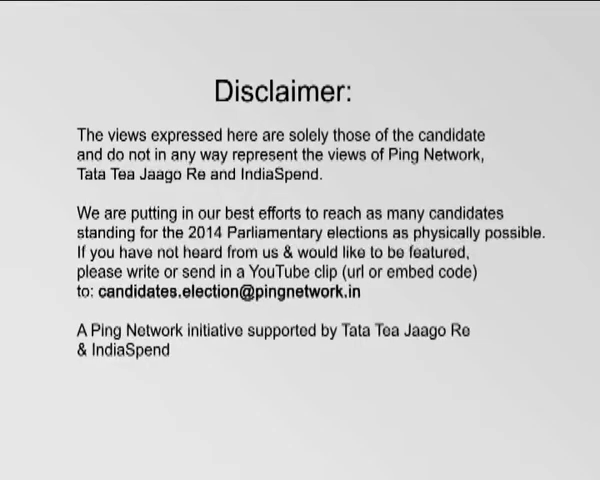 Disclaimer:
The views expressed here are solely those of the candidate
and do not in any way represent the views of Ping Network,
Tata Tea Jaago Re and IndiaSpend.
We are putting in our best efforts to reach as many candidates
standing for the 2014 Parliamentary elections as physically possible.
If you have not heard from us & would like to be featured,
please write or send in a YouTube clip (url or embed code)
to: candidates.election@pingnetwork.in
A Ping Network initiative supported by Tata Tea Jaago Re
& IndiaSpend